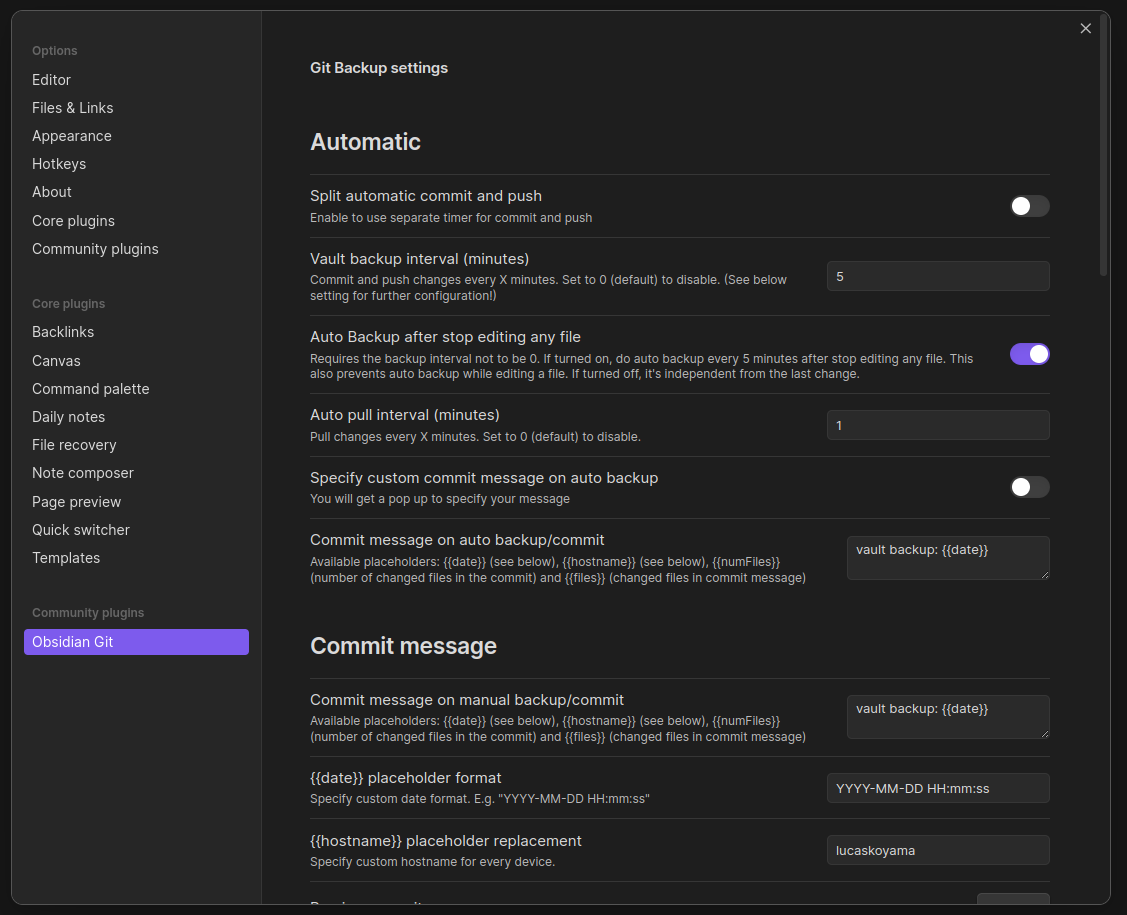 Options
Editor
Files & Links
Appearance
Hotkeys
About
Core plugins
Community plugins
Core plugins
Backlinks
Canvas
Command palette
Daily notes
File recovery
Note composer
Page preview
Quick switcher
Templates
Community plugins
Obsidian Git
Git Backup settings
Automatic
Split automatic commit and push
Enable to use separate timer for commit and push
Vault backup interval (minutes)
Commit and push changes every X minutes. Set to 0 (default) to disable. (See below
setting for further configuration!)
5
Auto Backup after stop editing any file
Requires the backup interval not to be 0. If turned on, do auto backup every 5 minutes after stop editing any file. This
also prevents auto backup while editing a file. If turned off, it's independent from the last change.
Auto pull interval (minutes)
Pull changes every X minutes. Set to 0 (default) to disable.
1
Specify custom commit message on auto backup
You will get a pop up to specify your message
Commit message on auto backup/commit
Available placeholders: {{date}} (see below), {{hostname}} (see below), {{numFiles}}
(number of changed files in the commit) and {{files}} (changed files in commit message)
vault backup: {{date}}
Commit message
Commit message on manual backup/commit
Available placeholders: {{date}} (see below), {{hostname}} (see below), {{numFiles}}
(number of changed files in the commit) and {{files}} (changed files in commit message)
vault backup: {{date}}
{{date}} placeholder format
Specify custom date format. E.g. "YYYY-MM-DD HH:mm:ss"
YYYY-MM-DD HH:mm:ss
{{hostname}} placeholder replacement
Specify custom hostname for every device.
lucaskoyama